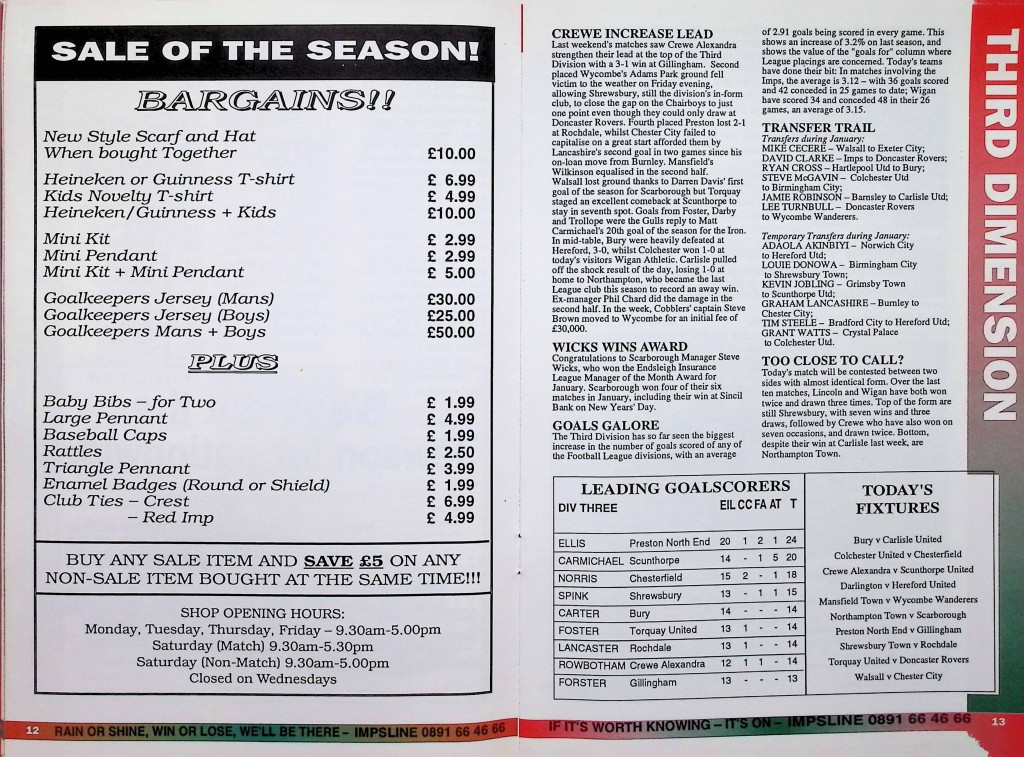 SALE OF THE SEASON!
BARGAINS!!
New Style Scarf and Hat
When bought Together £10.00
Heineken or Guinness T-shirt £ 6.99
Kids Novelty T-shirt £ 4.99
Heineken/Guinness + Kids £10.00
Mini Kit £ 2.99
Mini Pendant £ 2.99
Mini Kit + Mini Pendant £ 5.00
Goalkeepers Jersey (Mans) £30.00
Goalkeepers Jersey (Boys) £25.00
Goalkeepers Mans + Boys £50.00
PLUS
Baby Bibs – for Two £ 1.99
Large Pennant £ 4.99
Baseball Caps £ 1.99
Rattles £ 2.50
Triangle Pennant £ 3.99
Enamel Badges (Round or Shield) £ 1.99
Club Ties – Crest £ 6.99
– Red Imp £ 4.99
BUY ANY SALE ITEM AND SAVE £5 ON ANY
NON-SALE ITEM BOUGHT AT THE SAME TIME!!!
SHOP OPENING HOURS:
Monday, Tuesday, Thursday, Friday – 9.30am-5.00pm
Saturday (Match) 9.30am-5.30pm
Saturday (Non-Match) 9.30am-5.00pm
Closed on Wednesdays
12 RAIN OR SHINE, WIN OR LOSE, WE'LL BE THERE – IMPSLINE 0891 66 46 66
CREWE INCREASE LEAD
Last weekend's matches saw Crewe Alexandra
strengthen their lead at the top of the Third
Division with a 3-1 win at Gillingham. Second
placed Wycombe's Adams Park ground fell
victim to the weather on Friday evening,
allowing Shrewsbury, still the division's in-form
club, to close the gap on the Chairboys to just
one point even though they could only draw at
Doncaster Rovers. Fourth placed Preston lost 2-1
at Rochdale, whilst Chester City failed to
capitalise on a great start afforded them by
Lancashire's second goal in two games since his
on-loan move from Burnley. Mansfield's
Wilkinson equalised in the second half.
Walsall lost ground thanks to Darren Davis' first
goal of the season for Scarborough but Torquay
staged an excellent comeback at Scunthorpe to
stay in seventh spot. Goals from Foster, Darby
and Trollope were the Gulls reply to Matt
Carmichael's 20th goal of the season for the Iron.
In mid-table, Bury were heavily defeated at
Hereford, 3-0, whilst Colchester won 1-0 at
today's visitors Wigan Athletic. Carlisle pulled
off the shock result of the day, losing 1-0 at
home to Northampton, who became the last
League club this season to record an away win.
Ex-manager Phil Chard did the damage in the
second half. In the week, Cobblers' captain Steve
Brown moved to Wycombe for an initial fee of
£30,000.
WICKS WINS AWARD
Congratulations to Scarborough Manager Steve
Wicks, who won the Endsleigh Insurance
League Manager of the Month Award for
January. Scarborough won four of their six
matches in January, including their win at Sincil
Bank on New Years' Day.
GOALS GALORE
The Third Division has so far seen the biggest
increase in the number of goals scored of any of
the Football League divisions, with an average
of 2.91 goals being scored in every game. This
shows an increase of 3.2% on last season, and
shows the value of the "goals for" column where
League placings are concerned. Today's teams
have done their bit: In matches involving the
Imps, the average is 3.12 – with 36 goals scored
and 42 conceded in 25 games to date; Wigan
have scored 34 and conceded 48 in their 26
games, an average of 3.15.
TRANSFER TRAIL
Transfers during January:
MIKE CECERE – Walsall to Exeter City;
DAVID CLARKE – Imps to Doncaster Rovers;
RYAN CROSS – Hartlepool Utd to Bury;
STEVE McGAVIN – Colchester Utd
to Birmingham City;
JAMIE ROBINSON – Barnsley to Carlisle Utd;
LEE TURNBULL – Doncaster Rovers
to Wycombe Wanderers.
Temporary Transfers during January:
ADAOLA AKINBIYI – Norwich City
to Hereford Utd;
LOUIE DONOWA – Birmingham City
to Shrewsbury Town;
KEVIN JOBLING – Grimsby Town
to Scunthorpe Utd;
GRAHAM LANCASHIRE – Burnley to
Chester City;
TIM STEELE – Bradford City to Hereford Utd;
GRANT WATTS – Crystal Palace
to Colchester Utd.
TOO CLOSE TO CALL?
Today's match will be contested between two
sides with almost identical form. Over the last
ten matches, Lincoln and Wigan have both won
twice and drawn three times. Top of the form are
still Shrewsbury, with seven wins and three
draws, followed by Crewe who have also won on
seven occasions, and drawn twice. Bottom,
despite their win at Carlisle last week, are
Northampton Town.
THIRD DIMENSION
LEADING GOALSCORERS
DIV THREE EIL CC FA AT T
ELLIS Preston North End 20 1 2 1 24
CARMICHAEL Scunthorpe 14 - 1 5 20
NORRIS Chesterfield 15 2 - 1 18
SPINK Shrewsbury 13 - 1 1 15
CARTER Bury 14 - - - 14
FOSTER Torquay United 13 1 - - 14
LANCASTER Rochdale 13 1 - - 14
ROWBOTHAM Crewe Alexandra 12 1 1 - 14
FORSTER Gillingham 13 - - - 13
TODAY'S
FIXTURES
Bury v Carlisle United
Colchester United v Chesterfield
Crewe Alexandra v Scunthorpe United
Darlington v Hereford United
Mansfield Town v Wycombe Wanderers
Northampton Town v Scarborough
Preston North End v Gillingham
Shrewsbury Town v Rochdale
Torquay United v Doncaster Rovers
Walsall v Chester City
IF IT'S WORTH KNOWING – IT'S ON – IMPSLINE 0891 66 46 66 13